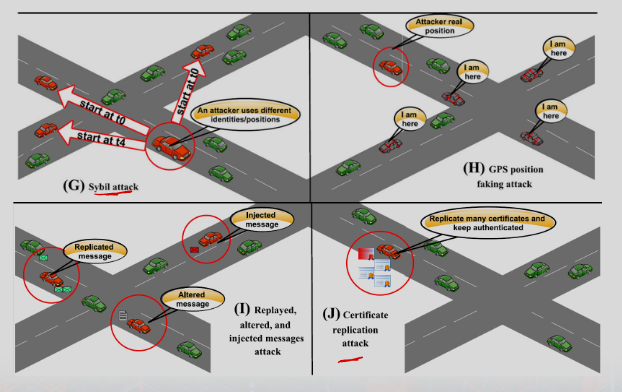 start at t0
start at t0
start at t4
An attacker uses different
identities/positions
(G) Sybil attack
Attacker real
position
I am
here
I am
here
I am
here
I am
here
(H) GPS position
faking attack
Replicated
message
Injected
message
Altered
message
(I) Replayed,
altered, and
injected messages
attack
Replicate many certificates and
keep authenticated
(J) Certificate
replication
attack